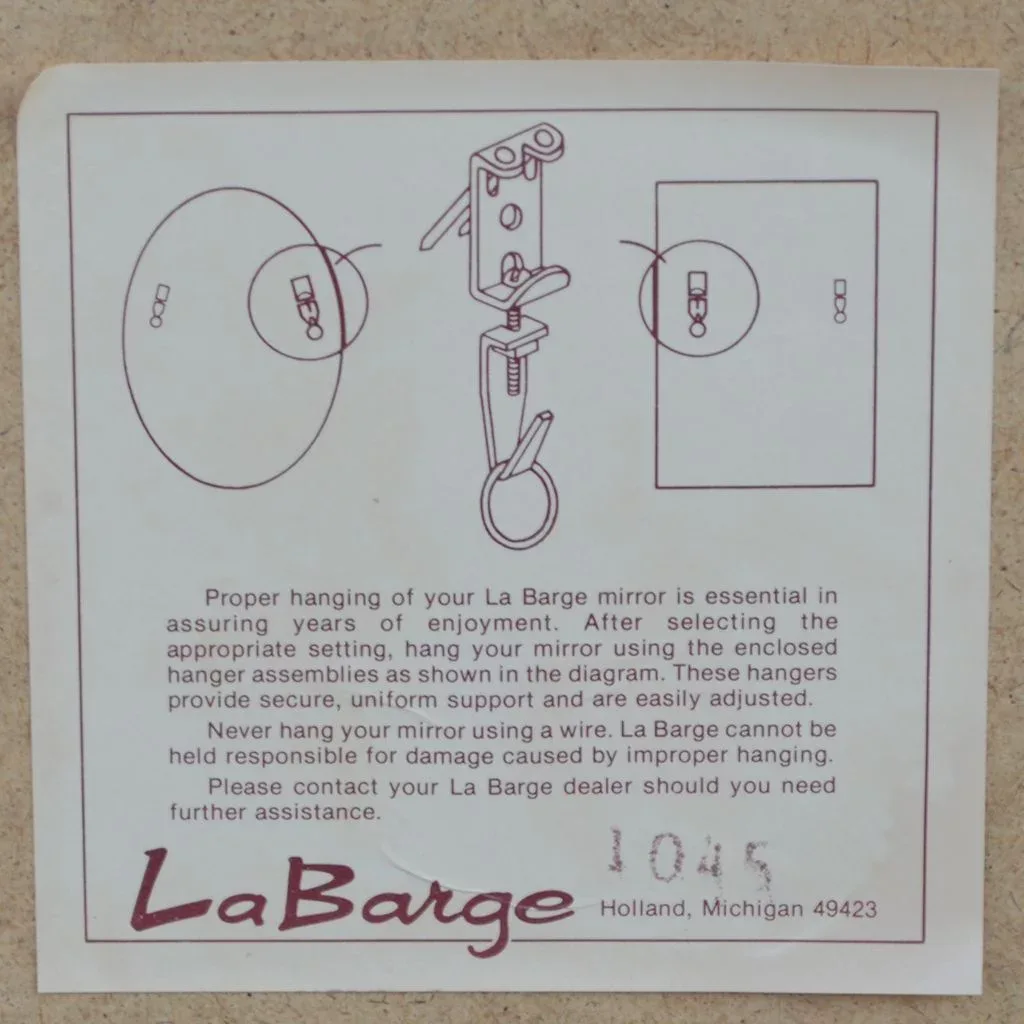 Proper hanging of your La Barge mirror is essential in
assuring years of enjoyment. After selecting the
appropriate setting, hang your mirror using the enclosed
hanger assemblies as shown in the diagram. These hangers
provide secure, uniform support and are easily adjusted.
Never hang your mirror using a wire. La Barge cannot be
held responsible for damage caused by improper hanging.
Please contact your La Barge dealer should you need
further assistance.
1045
LaBarge Holland, Michigan 49423